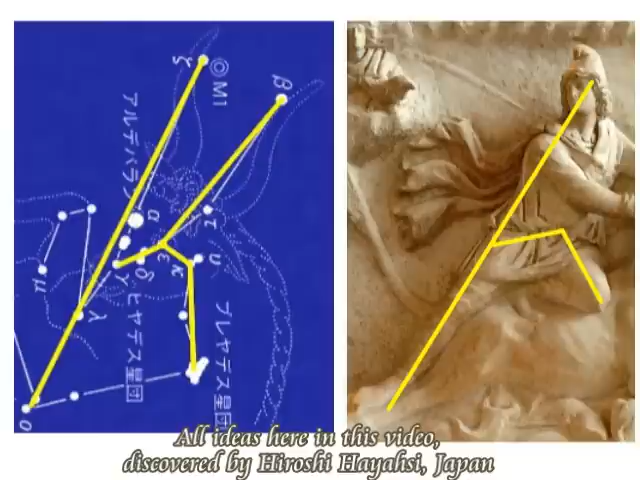 ζ
©M1
β
アルデバラン
α
ι
ε
υ
κ
δ
γ
λ
μ
ヒヤデス星団
プレヤデス星団
ο
All ideas here in this video,
discovered by Hiroshi Hayahsi, Japan